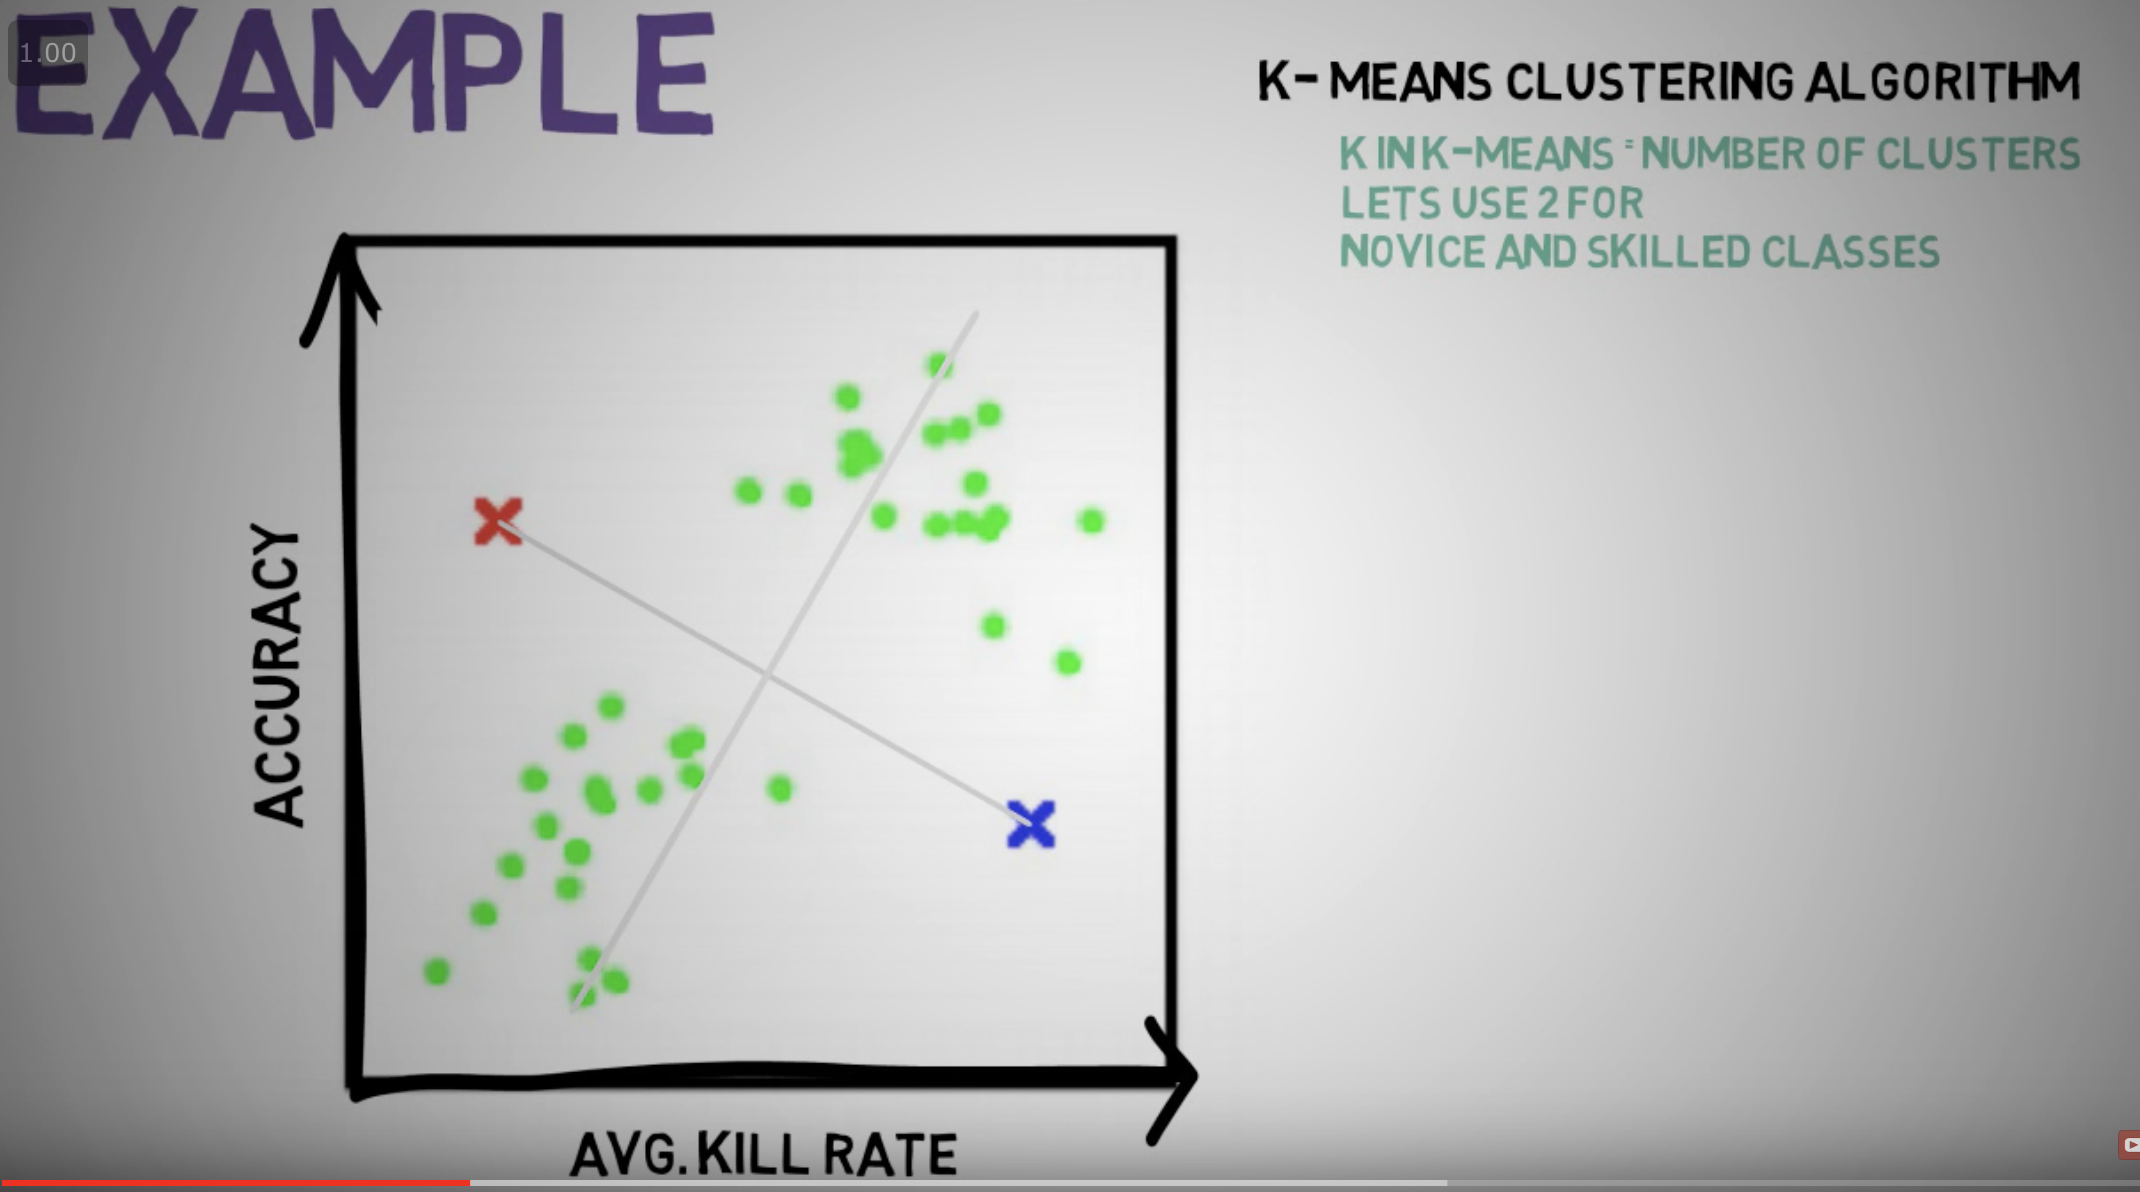 EXAMPLE
1.00
K- MEANS CLUSTERING ALGORITHM
K IN K-MEANS = NUMBER OF CLUSTERS
LETS USE 2 FOR
NOVICE AND SKILLED CLASSES
ACCURACY
AVG. KILL RATE